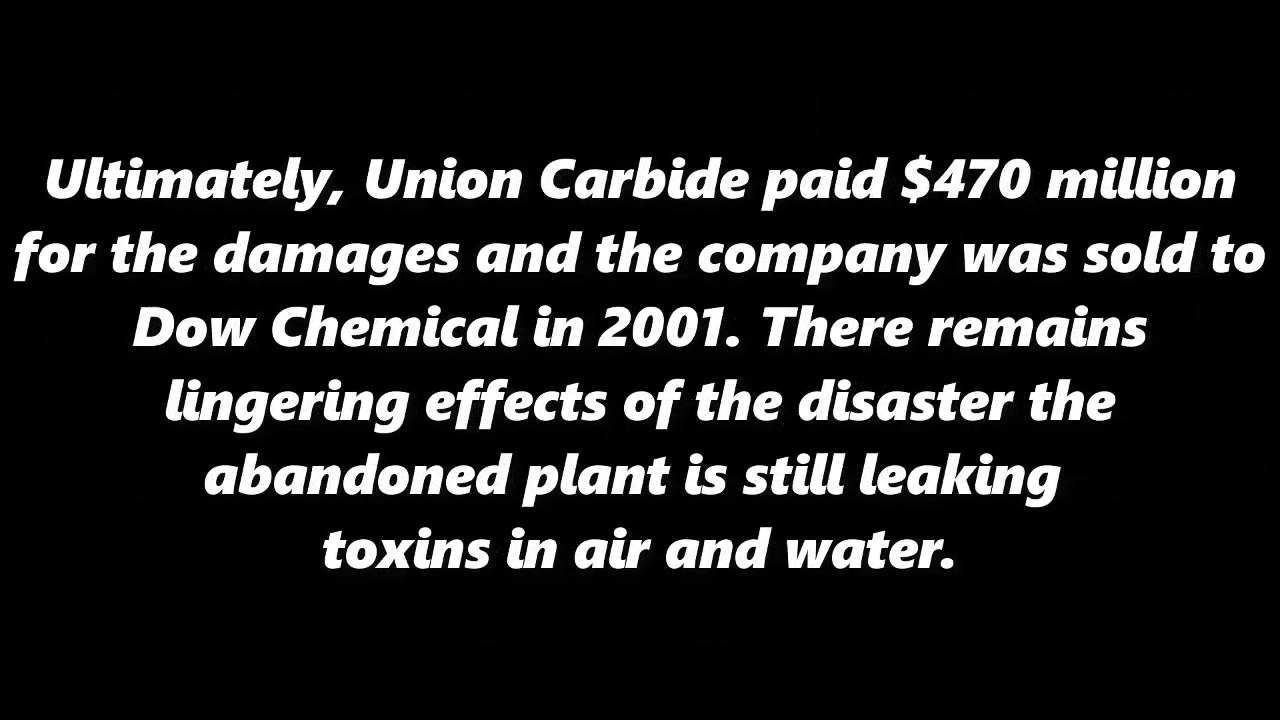 Ultimately, Union Carbide paid $470 million
for the damages and the company was sold to
Dow Chemical in 2001. There remains
lingering effects of the disaster the
abandoned plant is still leaking
toxins in air and water.